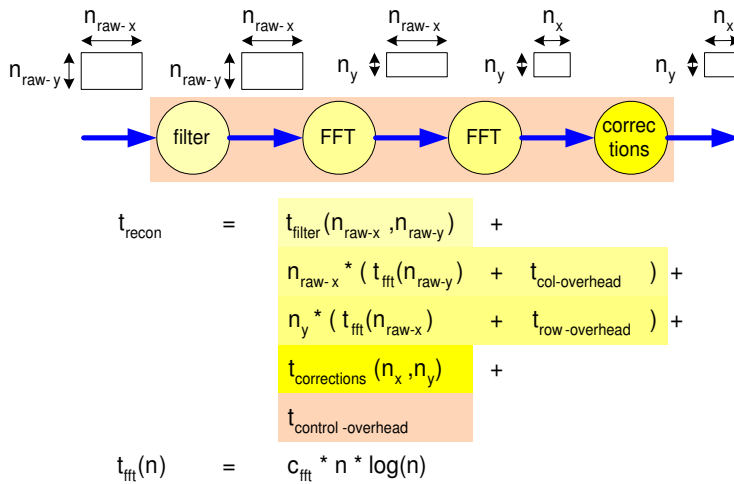 n_raw-x n_raw-x n_raw-x n_x n_x
n_raw-y n_raw-y n_y n_y n_y
filter FFT FFT correc
tions
t_recon = t_filter(n_raw-x ,n_raw-y) +
n_raw-x * ( t_fft(n_raw-y) + t_col-overhead ) +
n_y * ( t_fft(n_raw-x) + t_row-overhead ) +
t_corrections (n_x ,n_y) +
t_control-overhead
t_fft(n) = c_fft * n * log(n)